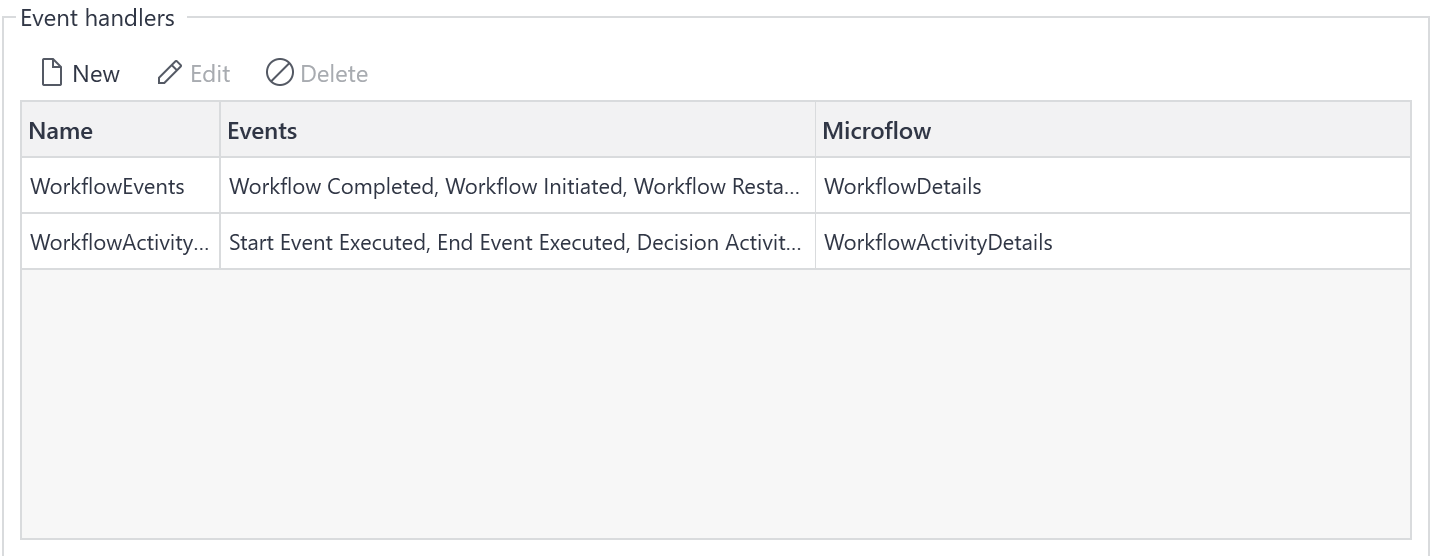 Event handlers
New Edit Delete
Name Events Microflow
WorkflowEvents Workflow Completed, Workflow Initiated, Workflow Resta... WorkflowDetails
WorkflowActivity... Start Event Executed, End Event Executed, Decision Activit... WorkflowActivityDetails